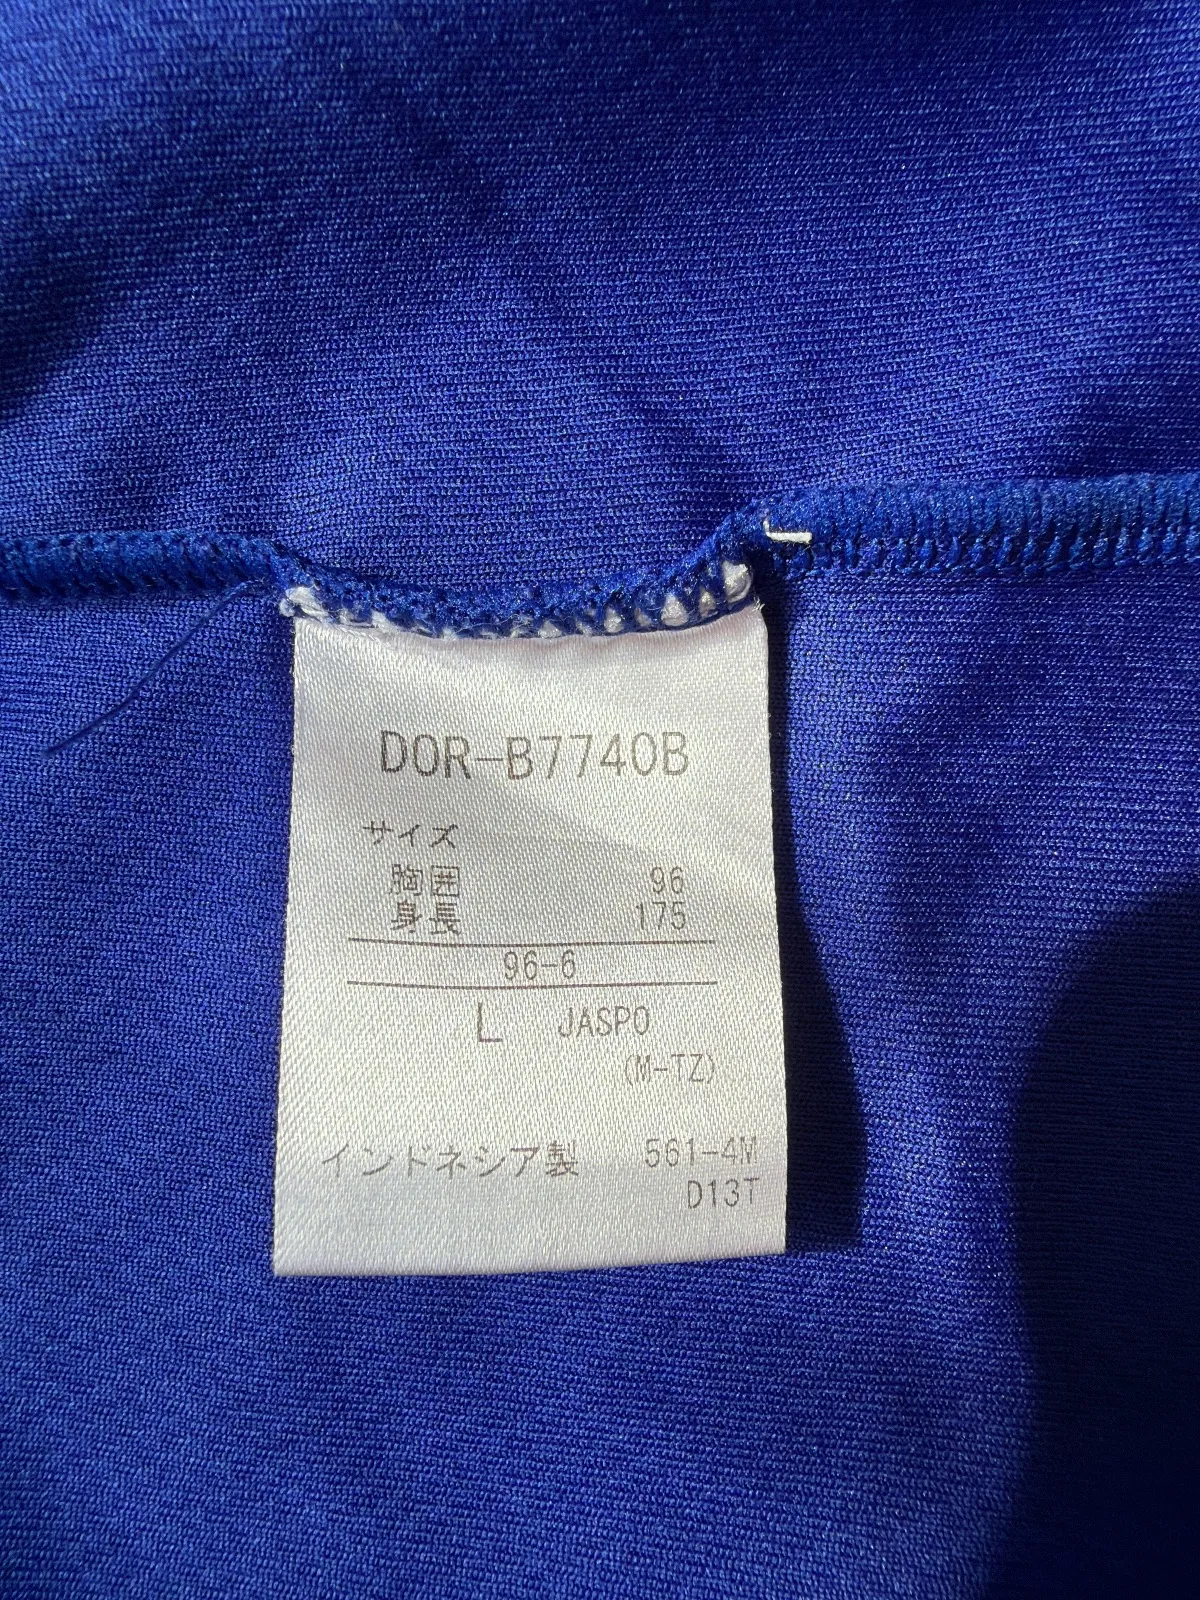 DOR-B7740B
サイズ
胸囲 96
身長 175
96-6
L JASPO
(M-TZ)
インドネシア製 561-4M
D13T